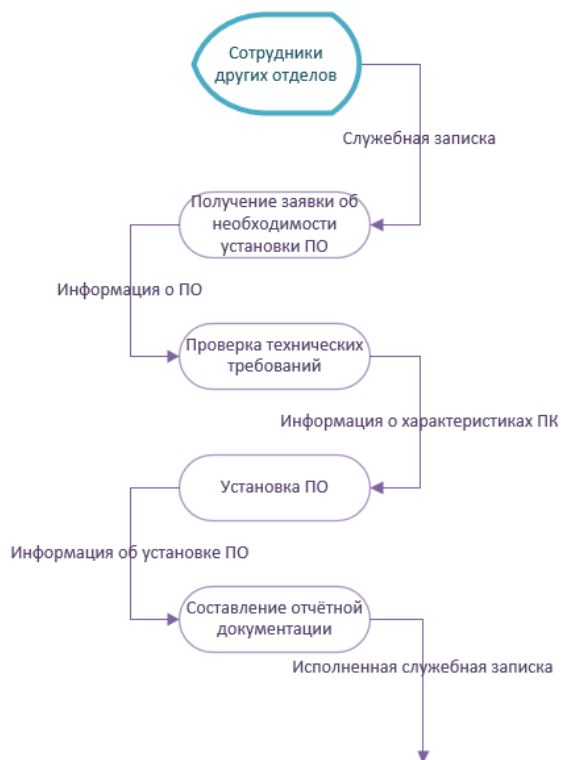 Сотрудники
других отделов
Служебная записка
Получение заявки об
необходимости
установки ПО
Информация о ПО
Проверка технических
требований
Информация о характеристиках ПК
Установка ПО
Информация об установке ПО
Составление отчётной
документации
Исполненная служебная записка